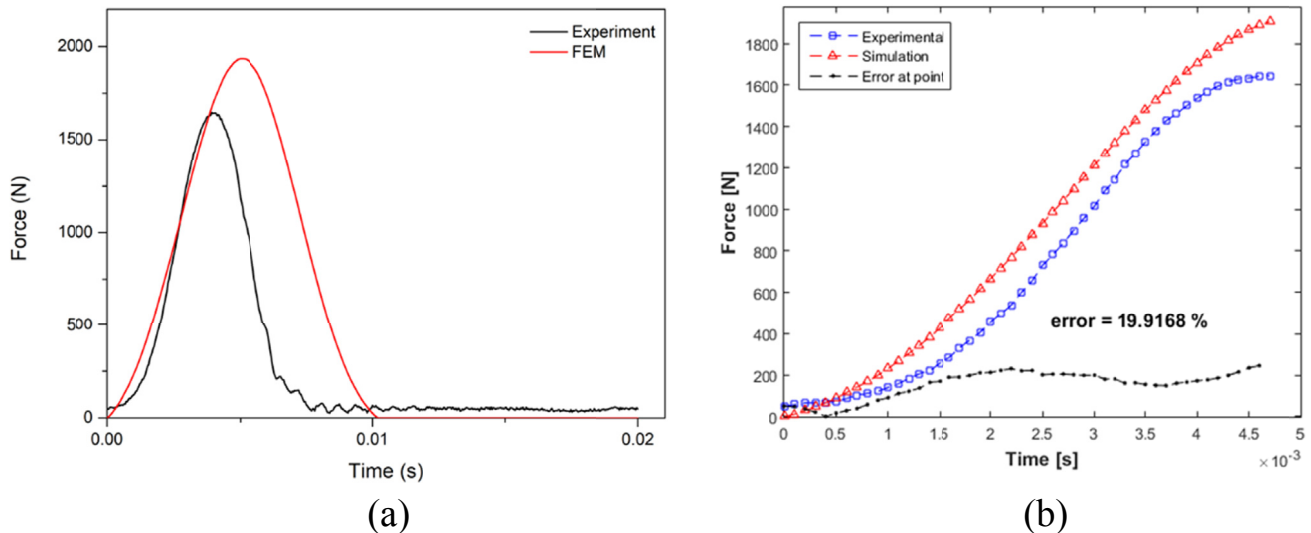 2000
1500
1000
500
0
Force (N)
0.00
0.01
0.02
Time (s)
Experiment
FEM
(a)
1800
1600
1400
1200
1000
800
600
400
200
0
Force [N]
Experimental
Simulation
Error at point
error = 19.9168 %
0 0.5 1 1.5 2 2.5 3 3.5 4 4.5 5
Time [s]
×10⁻³
(b)